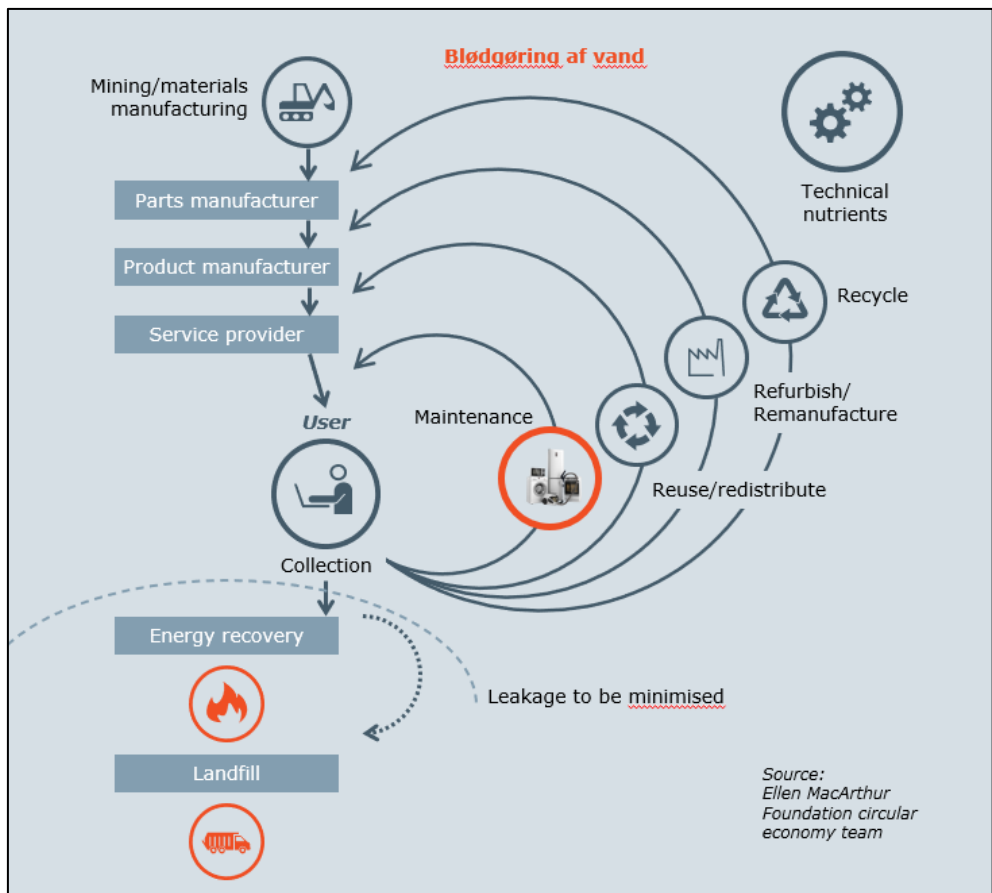 Blødgøring af vand
Mining/materials
manufacturing
Parts manufacturer
Product manufacturer
Service provider
User
Collection
Energy recovery
Landfill
Maintenance
Reuse/redistribute
Refurbish/
Remanufacture
Recycle
Technical
nutrients
Leakage to be minimised
Source:
Ellen MacArthur
Foundation circular
economy team